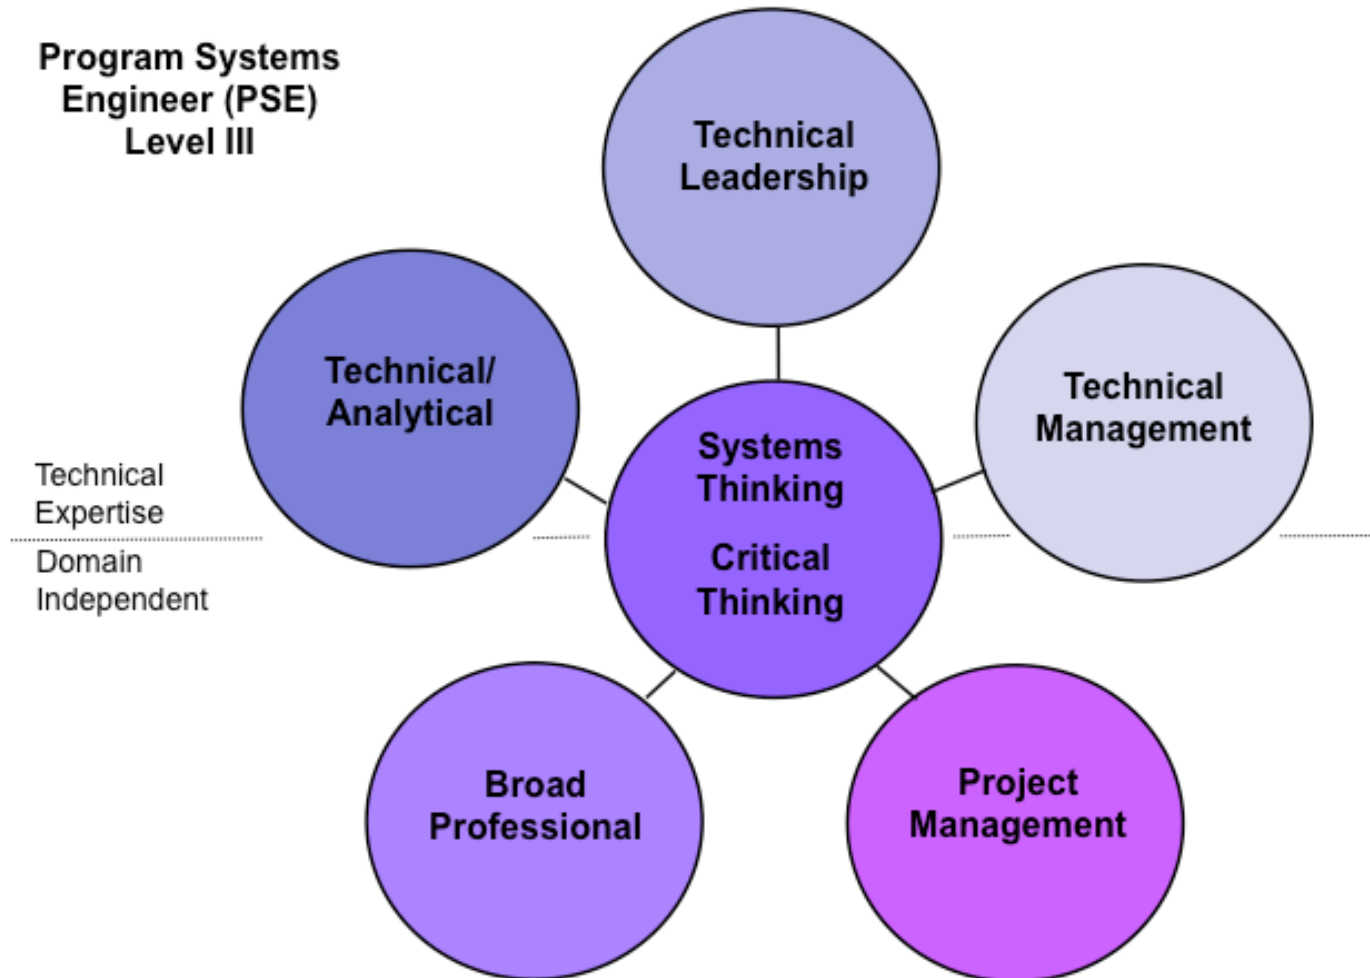 Program Systems
Engineer (PSE)
Level III
Technical
Leadership
Technical/
Analytical
Technical
Management
Systems
Thinking
Critical
Thinking
Technical
Expertise
Domain
Independent
Broad
Professional
Project
Management